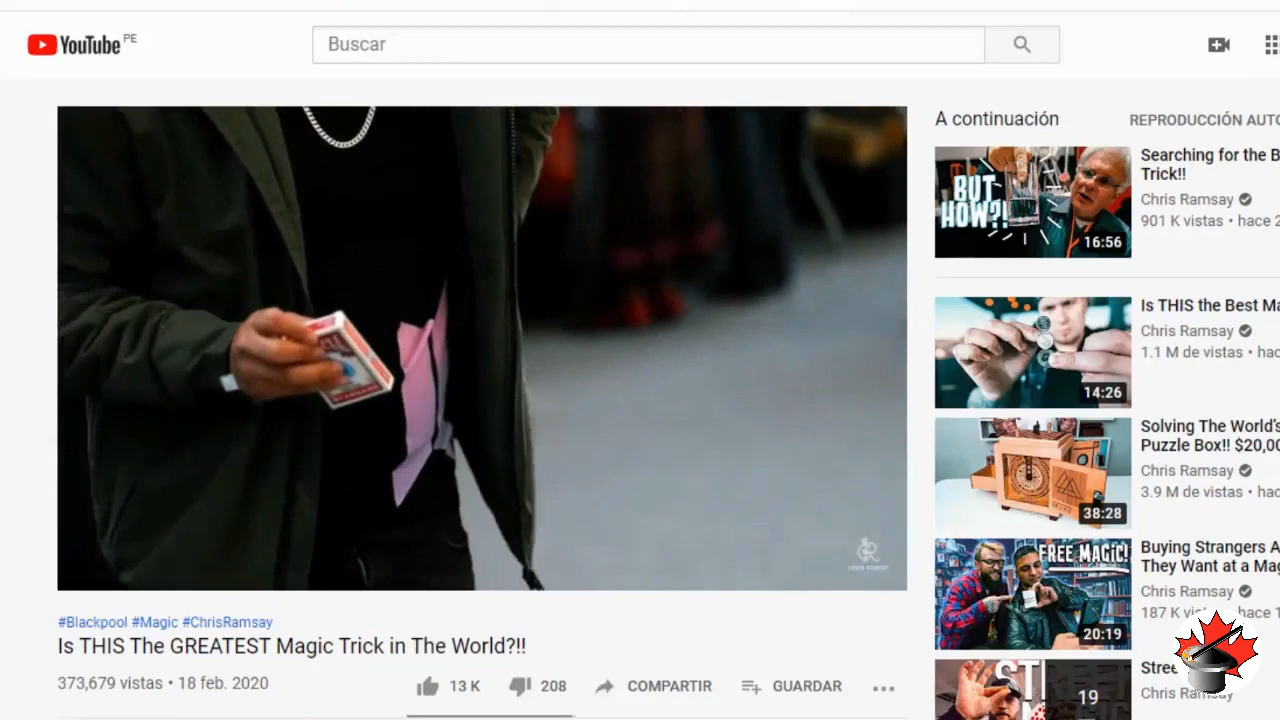 YouTube PE
Buscar
#Blackpool #Magic #ChrisRamsay
Is THIS The GREATEST Magic Trick in The World?!!
373,679 vistas • 18 feb. 2020
13 K
208
COMPARTIR
GUARDAR
A continuación
REPRODUCCIÓN AUTO
BUT
HOW?!
16:56
Searching for the B
Trick!!
Chris Ramsay
901 K vistas • hace 2
14:26
Is THIS the Best Ma
Chris Ramsay
1.1 M de vistas • hac
38:28
Solving The World's
Puzzle Box!! $20,00
Chris Ramsay
3.9 M de vistas • hac
FREE MAGIC!
20:19
Buying Strangers A
They Want at a Mag
Chris Ramsay
187 K vistas • hace 1
STREET
19
Stree
Chris Ramsay